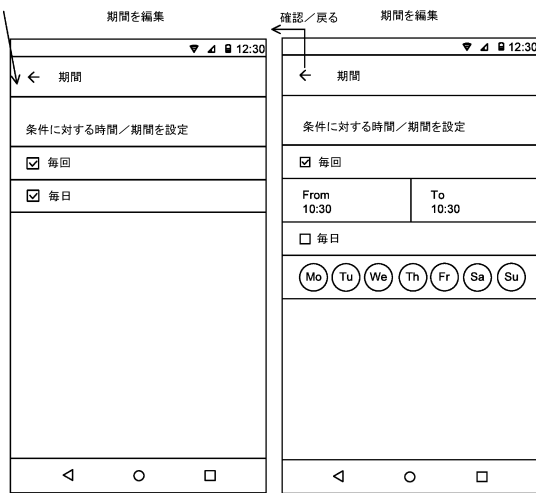 期間を編集
12:30
期間
条件に対する時間／期間を設定
毎回
毎日
確認／戻る
期間を編集
12:30
期間
条件に対する時間／期間を設定
毎回
From
10:30
To
10:30
毎日
Mo Tu We Th Fr Sa Su